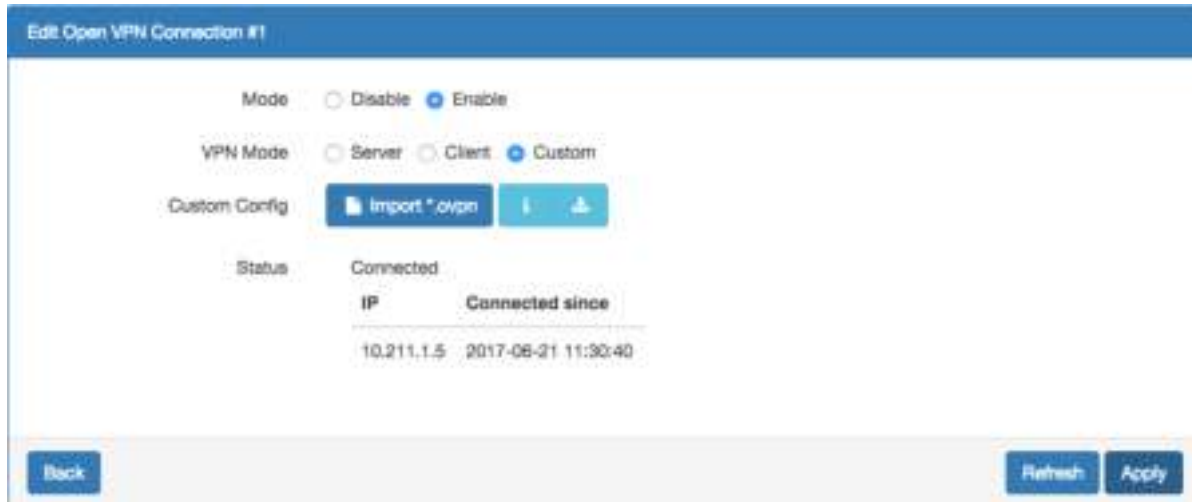 Edit Open VPN Connection #1
Mode Disable Enable
VPN Mode Server Client Custom
Custom Config Import *.ovpn i
Status Connected
IP Connected since
10.211.1.5 2017-06-21 11:30:40
Back Refresh Apply